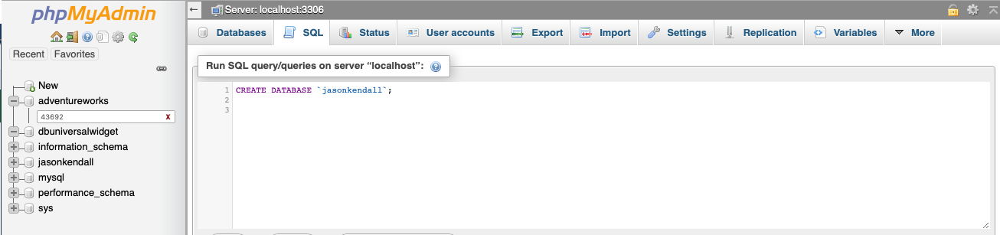 phpMyAdmin
Recent Favorites
New
adventureworks
43692 x
dbuniversalwidget
information_schema
jasonkendall
mysql
performance_schema
sys
Server: localhost:3306
Databases SQL Status User accounts Export Import Settings Replication Variables More
Run SQL query/queries on server “localhost”:
1 CREATE DATABASE `jasonkendall`;
2
3